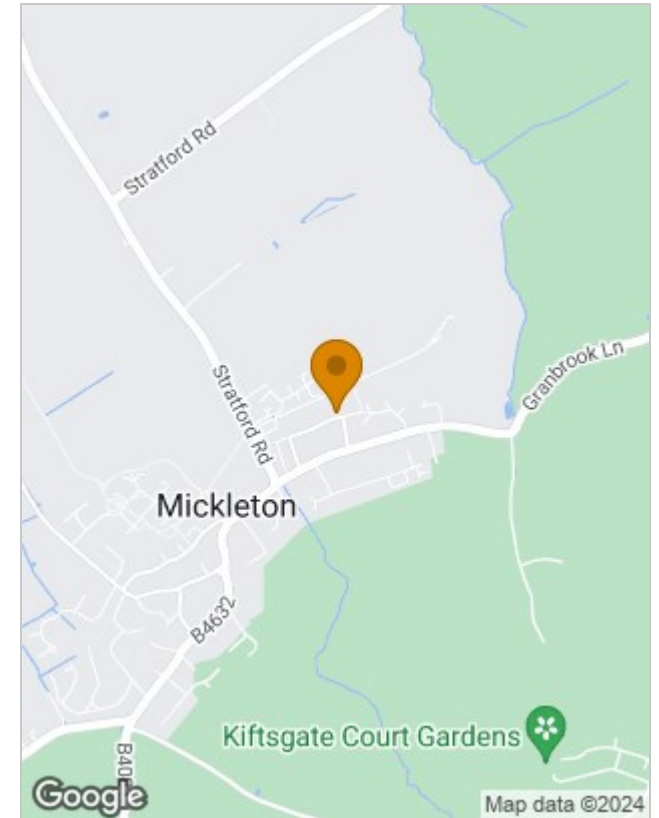 Stratford Rd
Granbrook Ln
Stratford Rd
Mickleton
B4632
Kiftsgate Court Gardens
Google
Map data ©2024